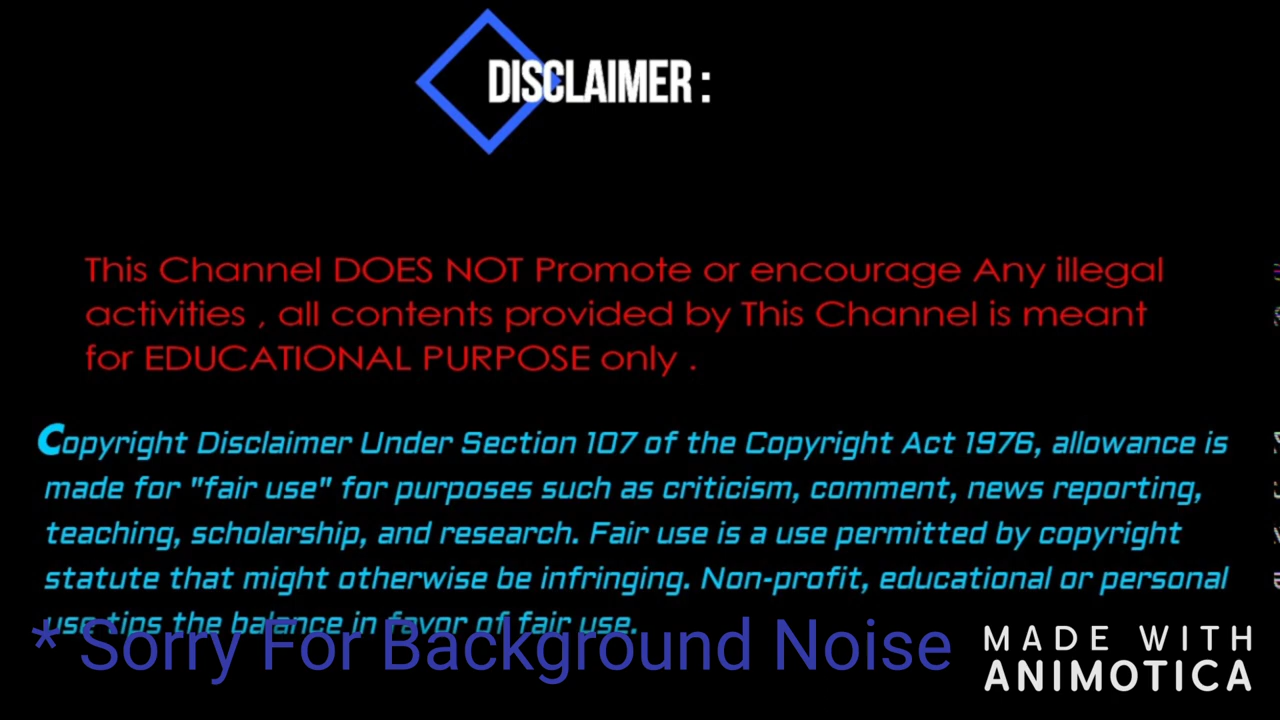 DISCLAIMER :
This Channel DOES NOT Promote or encourage Any illegal
activities , all contents provided by This Channel is meant
for EDUCATIONAL PURPOSE only .
Copyright Disclaimer Under Section 107 of the Copyright Act 1976, allowance is
made for "fair use" for purposes such as criticism, comment, news reporting,
teaching, scholarship, and research. Fair use is a use permitted by copyright
statute that might otherwise be infringing. Non-profit, educational or personal
use tips the balance in favor of fair use.
* Sorry For Background Noise
MADE WITH
ANIMOTICA